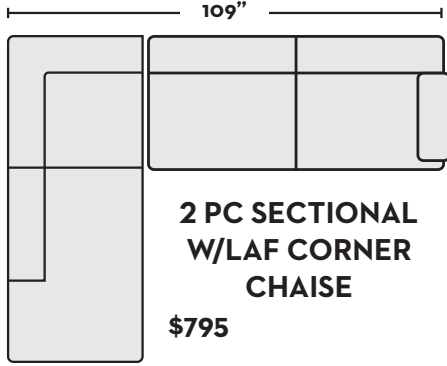 109”
2 PC SECTIONAL
W/LAF CORNER
CHAISE
$795